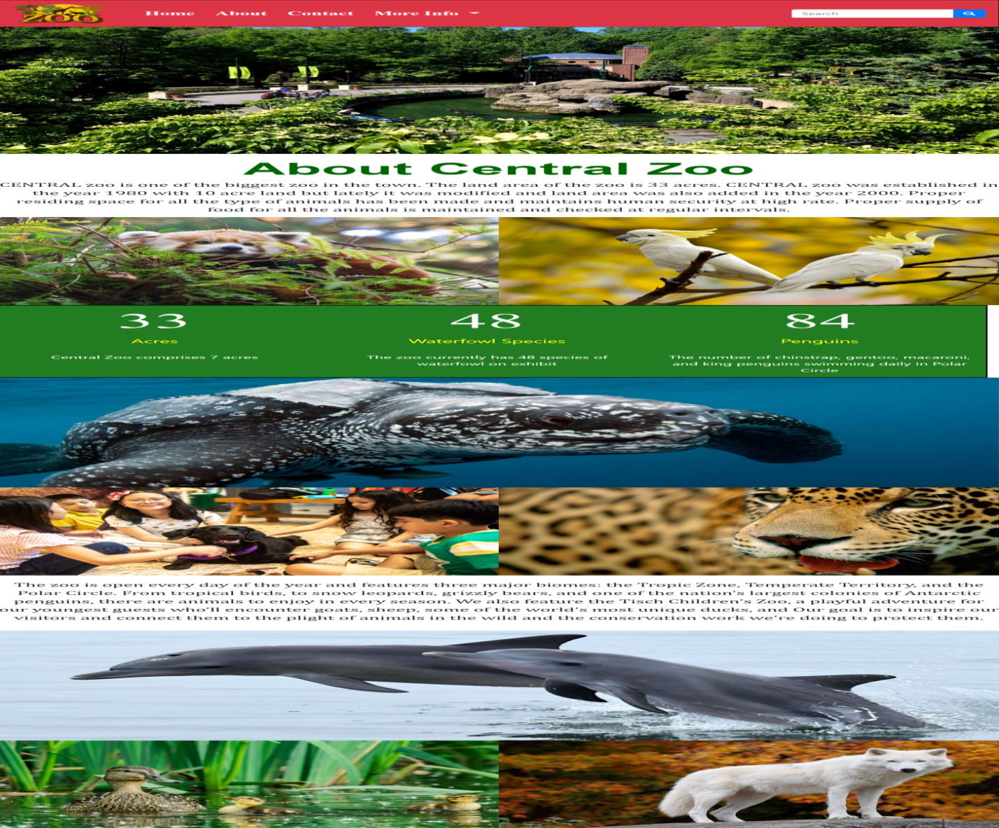 ZOO
Home About Contact More Info
Search
About Central Zoo
CENTRAL zoo is one of the biggest zoo in the town. The land area of the zoo is 33 acres. CENTRAL zoo was established in
the year 1980 with 10 acre land but lately it was modified and land area was also added in the year 2000. Proper
residing space for all the type of animals has been made and maintains human security at high rate. Proper supply of
food for all the animals is maintained and checked at regular intervals.
33
Acres
Central Zoo comprises 7 acres
48
Waterfowl Species
The zoo currently has 48 species of
waterfowl on exhibit
84
Penguins
The number of chinstrap, gentoo, macaroni,
and king penguins swimming daily in Polar
Circle
The zoo is open every day of the year and features three major biomes: the Tropic Zone, Temperate Territory, and the
Polar Circle. From tropical birds, to snow leopards, grizzly bears, and one of the nation's largest colonies of Antarctic
penguins, there are animals to enjoy in every season. We also feature the Tisch Children's Zoo, a playful adventure for
our youngest guests who'll encounter goats, sheep, some of the world's most unique ducks, and Our goal is to inspire our
visitors and connect them to the plight of animals in the wild and the conservation work we're doing to protect them.